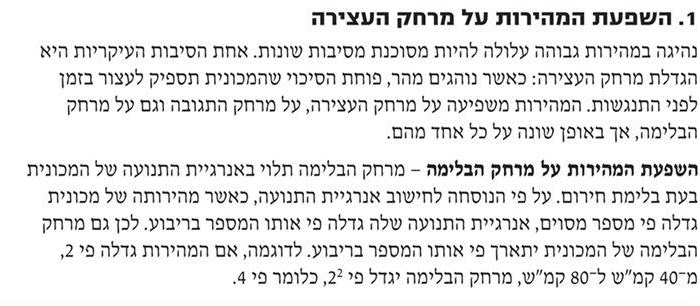 1. השפעת המהירות על מרחק העצירה
נהיגה במהירות גבוהה עלולה להיות מסוכנת מסיבות שונות. אחת הסיבות העיקריות היא
הגדלת מרחק העצירה: כאשר נוהגים מהר, פוחת הסיכוי שהמכונית תספיק לעצור בזמן
לפני התנגשות. המהירות משפיעה על מרחק העצירה, על מרחק התגובה וגם על מרחק
הבלימה, אך באופן שונה על כל אחד מהם.
השפעת המהירות על מרחק הבלימה – מרחק הבלימה תלוי באנרגיית התנועה של המכונית
בעת בלימת חירום. על פי הנוסחה לחישוב אנרגיית התנועה, כאשר מהירותה של מכונית
גדלה פי מספר מסוים, אנרגיית התנועה שלה גדלה פי אותו המספר בריבוע. לכן גם מרחק
הבלימה של המכונית יתארך פי אותו המספר בריבוע. לדוגמה, אם המהירות גדלה פי 2,
מ־40 קמ"ש ל־80 קמ"ש, מרחק הבלימה יגדל פי 2², כלומר פי 4.